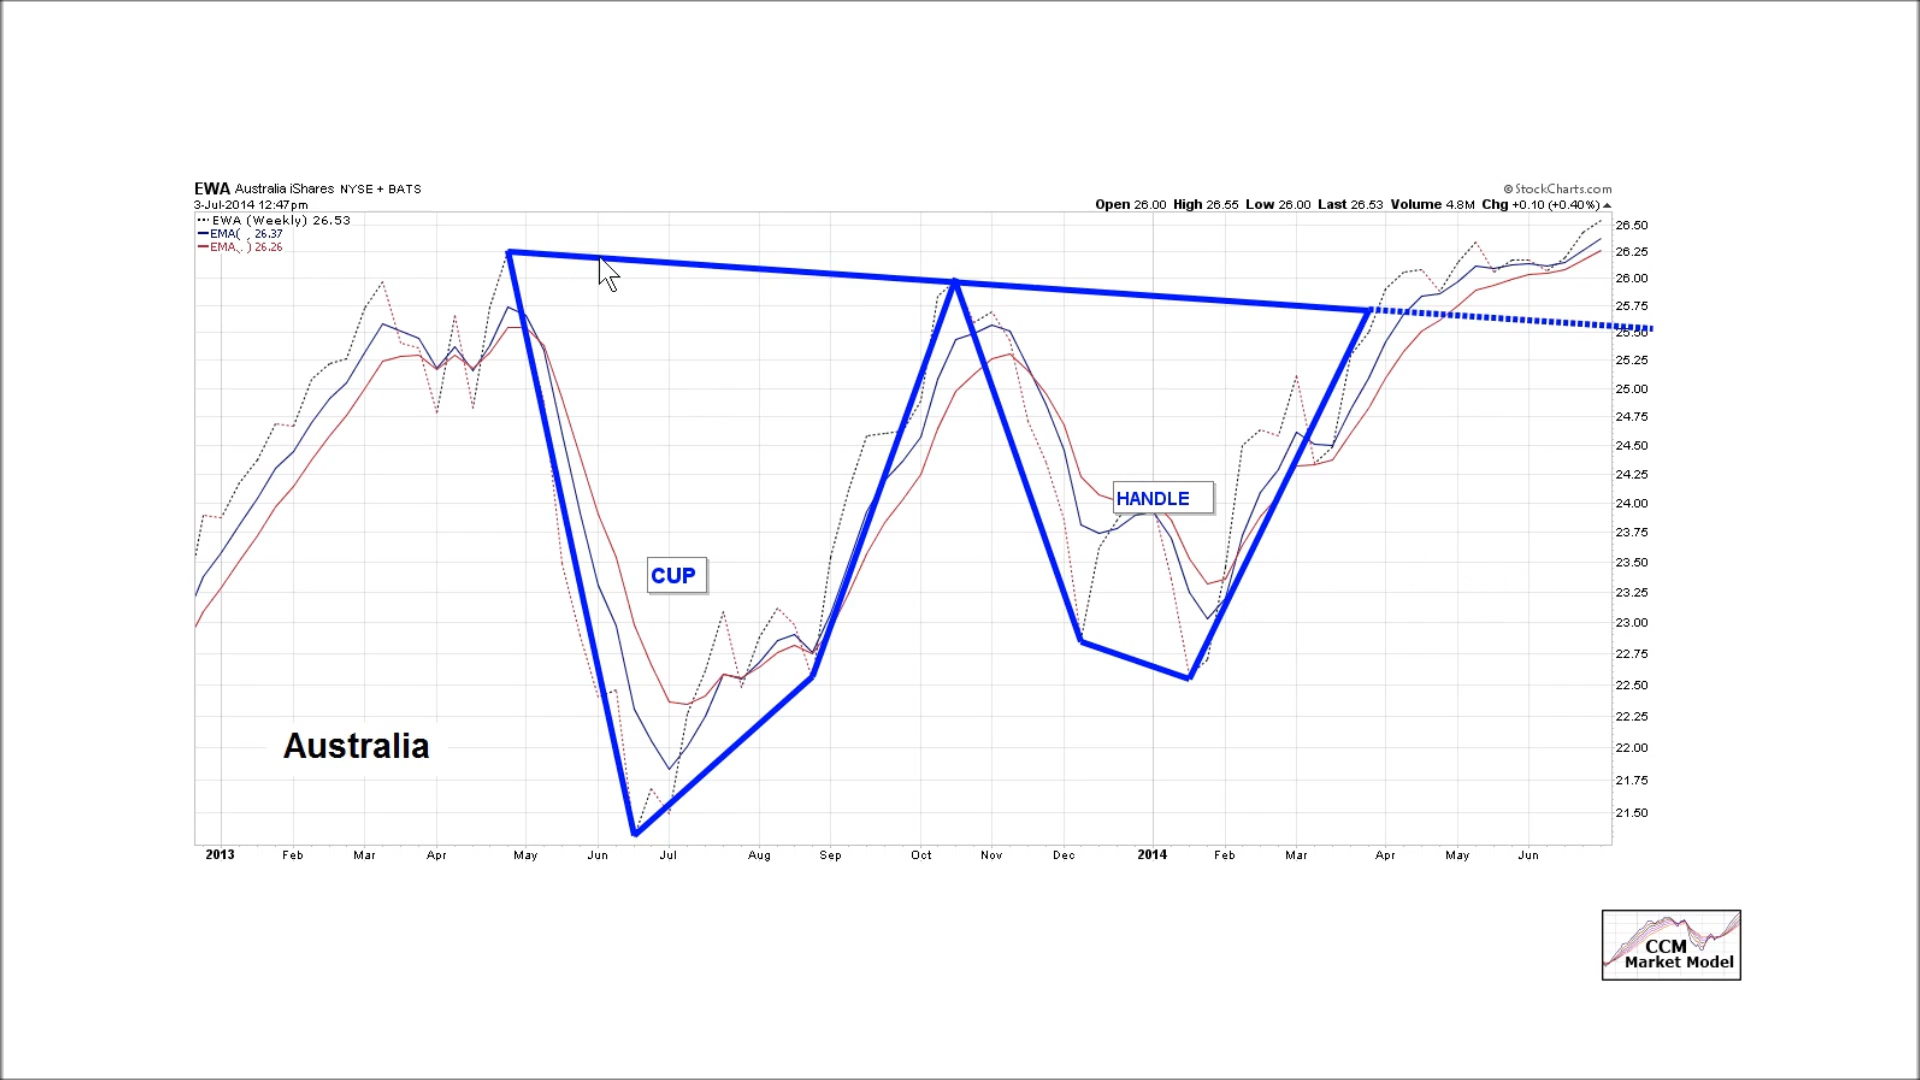 EWA Australia iShares NYSE + BATS
© StockCharts.com
3-Jul-2014 12:47pm
Open 26.00 High 26.55 Low 26.00 Last 26.53 Volume 4.8M Chg +0.10 (+0.40%)
EWA (Weekly) 26.53
EMA( , 26.37
EMA( . ) 26.26
26.50
26.25
26.00
25.75
25.50
25.25
25.00
24.75
24.50
24.25
24.00
23.75
23.50
23.25
23.00
22.75
22.50
22.25
22.00
21.75
21.50
HANDLE
CUP
Australia
2013 Feb Mar Apr May Jun Jul Aug Sep Oct Nov Dec 2014 Feb Mar Apr May Jun
CCM
Market Model